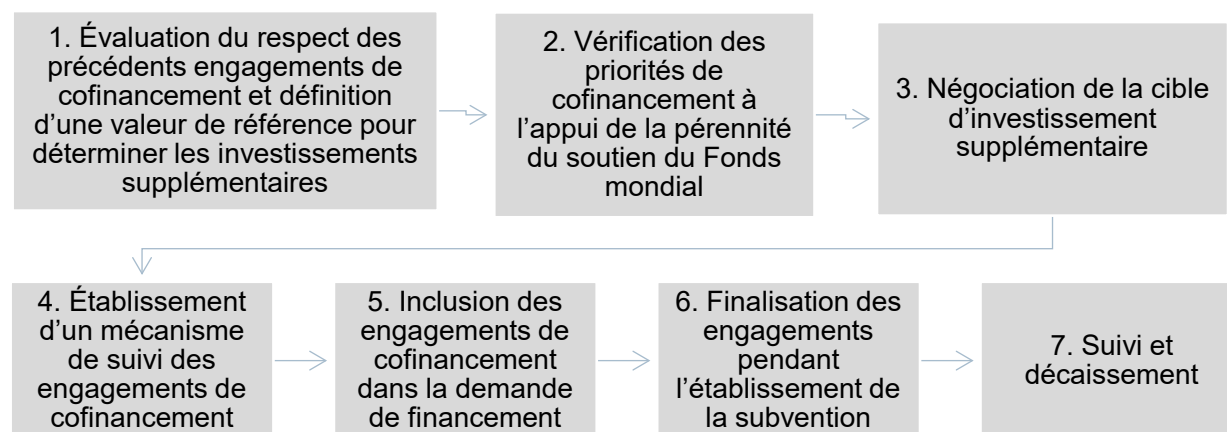 1. Évaluation du respect des
précédents engagements de
cofinancement et définition
d’une valeur de référence pour
déterminer les investissements
supplémentaires
2. Vérification des
priorités de
cofinancement à
l’appui de la pérennité
du soutien du Fonds
mondial
3. Négociation de la cible
d’investissement
supplémentaire
4. Établissement
d’un mécanisme
de suivi des
engagements de
cofinancement
5. Inclusion des
engagements de
cofinancement
dans la demande
de financement
6. Finalisation des
engagements
pendant
l’établissement de
la subvention
7. Suivi et
décaissement